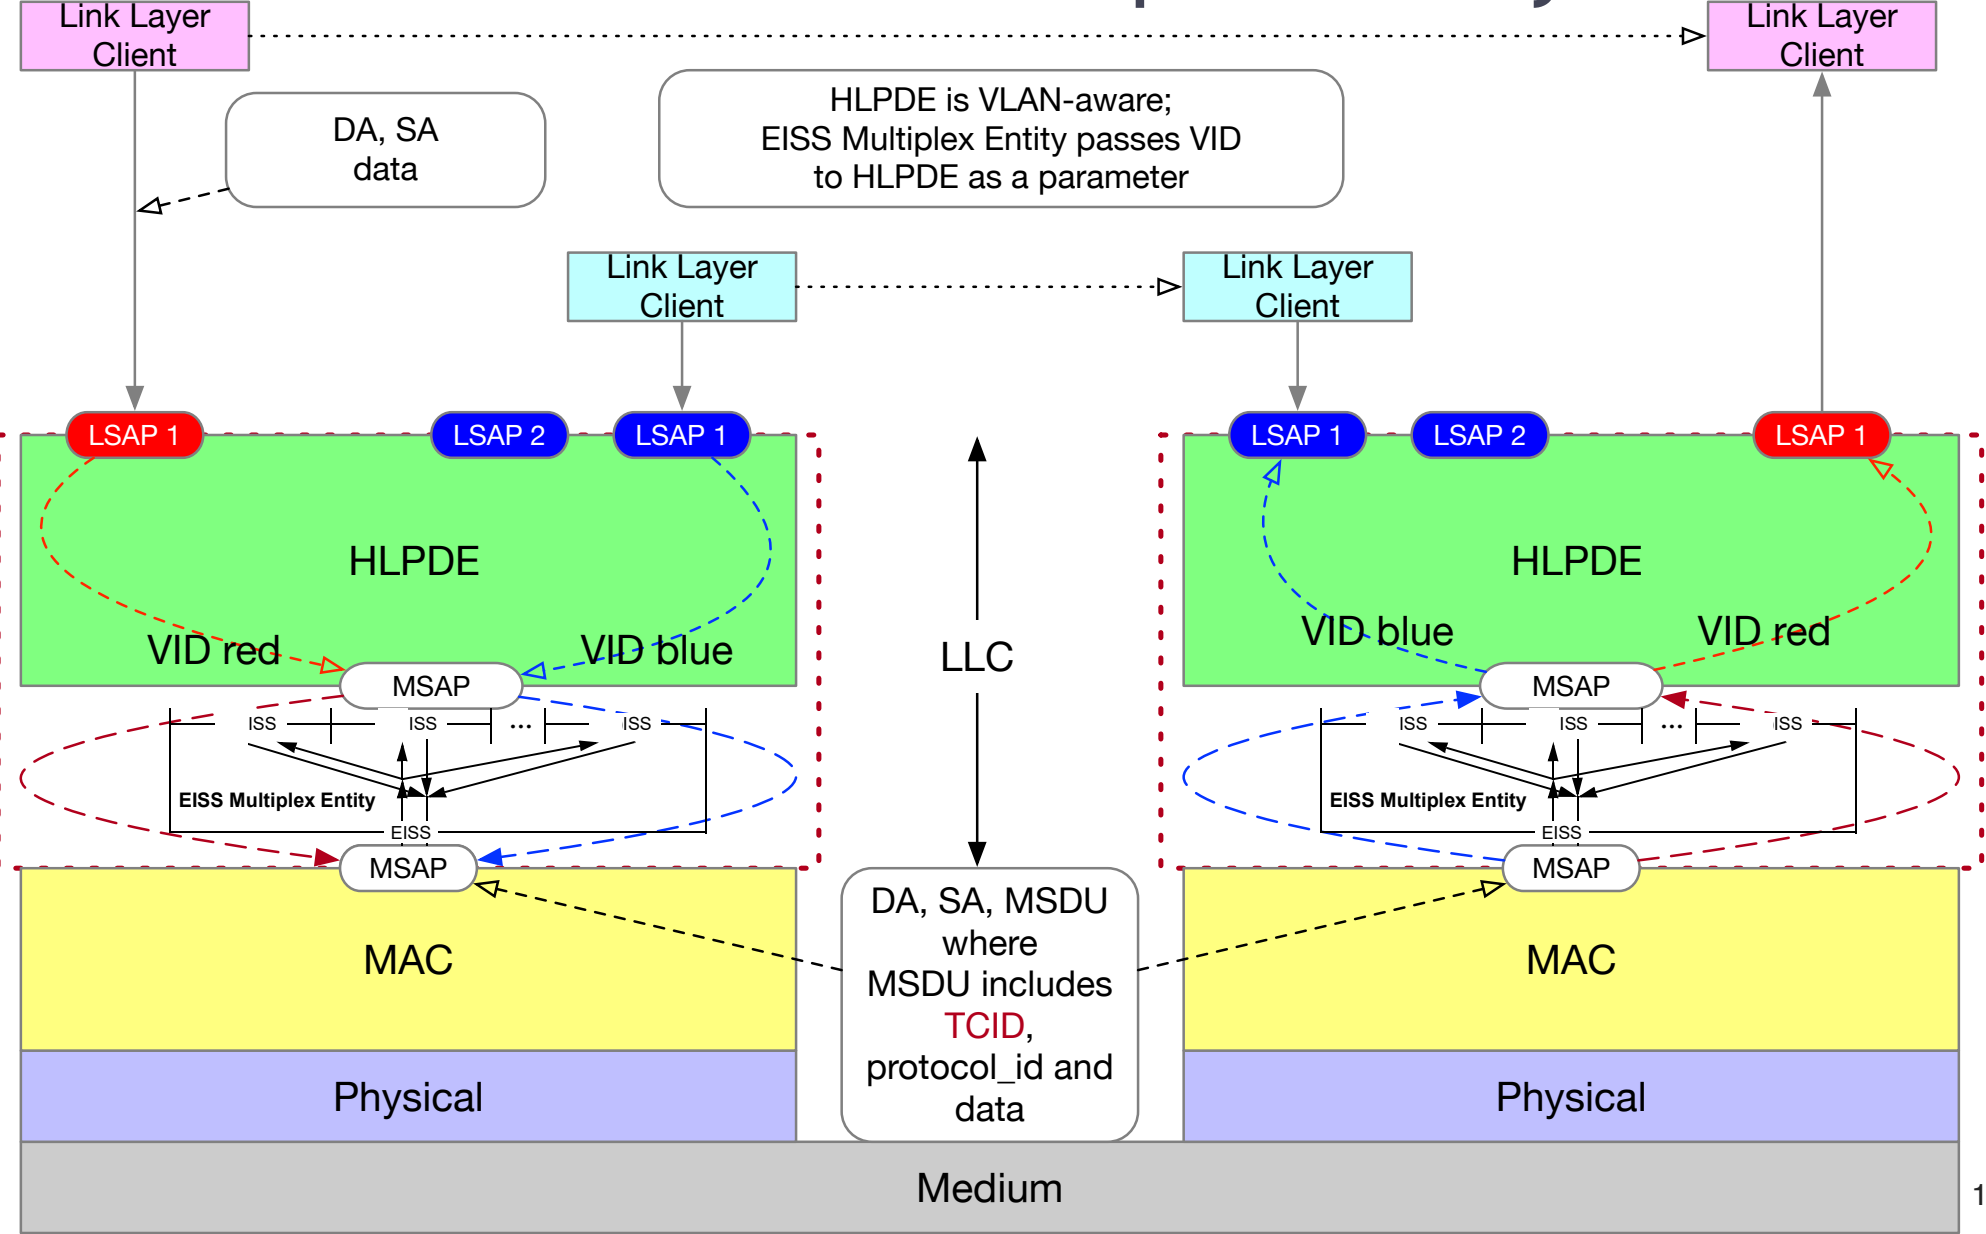 Link Layer
Client
Link Layer
Client
DA, SA
data
HLPDE is VLAN-aware;
EISS Multiplex Entity passes VID
to HLPDE as a parameter
Link Layer
Client
Link Layer
Client
LSAP 1
LSAP 2
LSAP 1
LSAP 1
LSAP 2
LSAP 1
HLPDE
HLPDE
VID red
VID blue
LLC
VID blue
VID red
MSAP
MSAP
ISS
ISS
...
ISS
ISS
ISS
...
ISS
EISS Multiplex Entity
EISS Multiplex Entity
EISS
EISS
MSAP
MSAP
DA, SA, MSDU
where
MSDU includes
TCID,
protocol_id and
data
MAC
MAC
Physical
Physical
Medium
1